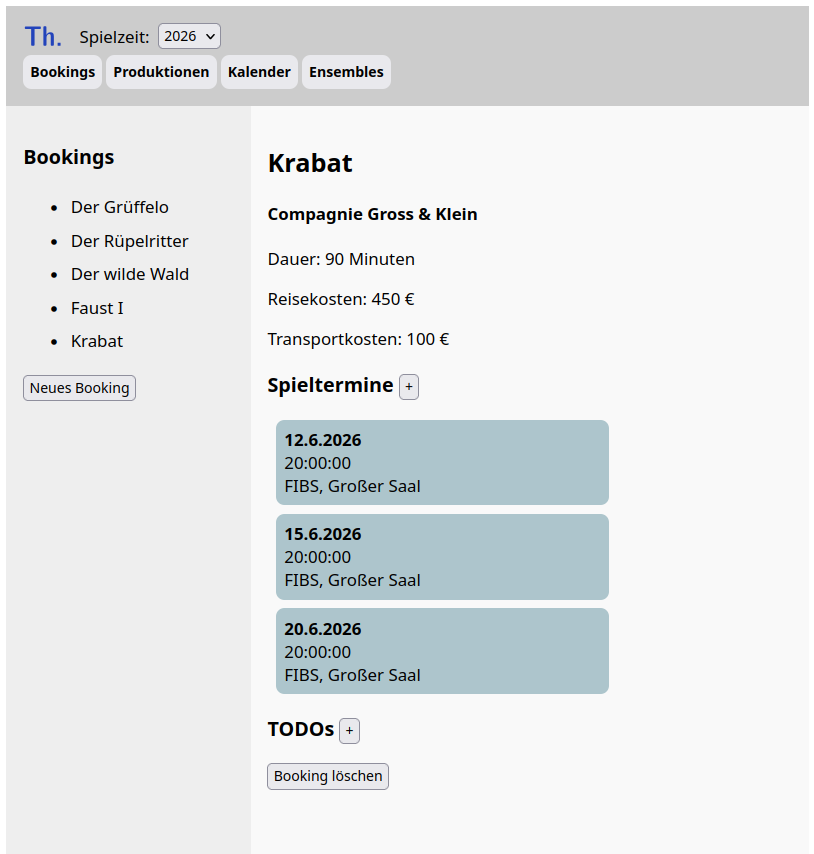 Th. Spielzeit: 2026
Bookings Produktionen Kalender Ensembles
Bookings
• Der Grüffelo
• Der Rüpelritter
• Der wilde Wald
• Faust I
• Krabat
Neues Booking
Krabat
Compagnie Gross & Klein
Dauer: 90 Minuten
Reisekosten: 450 €
Transportkosten: 100 €
Spieltermine +
12.6.2026
20:00:00
FIBS, Großer Saal
15.6.2026
20:00:00
FIBS, Großer Saal
20.6.2026
20:00:00
FIBS, Großer Saal
TODOs +
Booking löschen